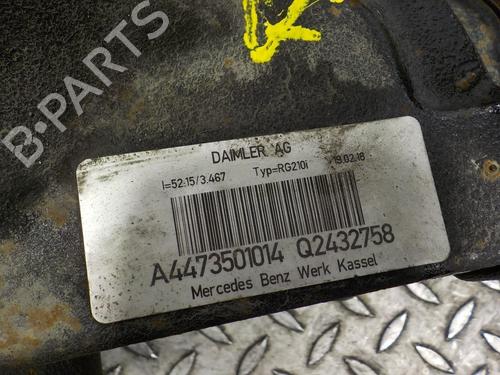 B-PARTS
DAIMLER AG
i=52:15/3.467 Typ=RG210i 19.02.18
A4473501014 Q2432758
Mercedes Benz Werk Kassel